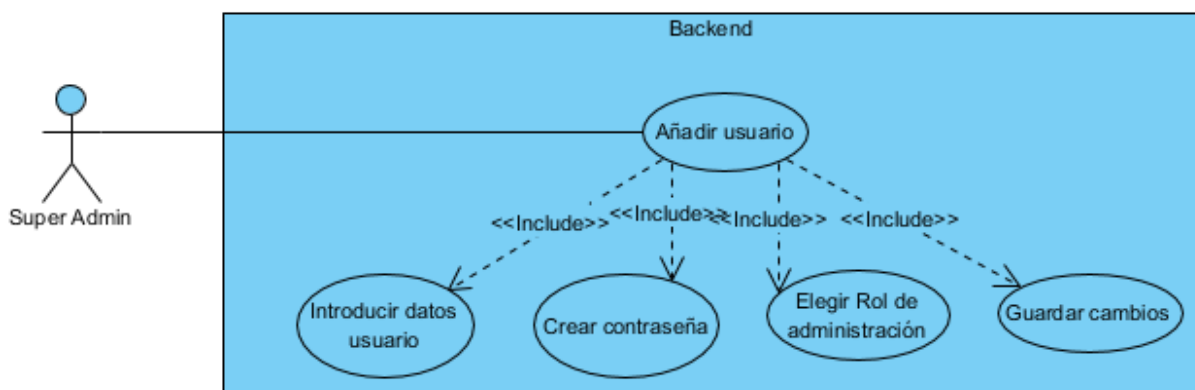 Backend
Añadir usuario
Super Admin
<<Include>>
<<Include>>
<<Include>>
<<Include>>
Introducir datos
usuario
Crear contraseña
Elegir Rol de
administración
Guardar cambios